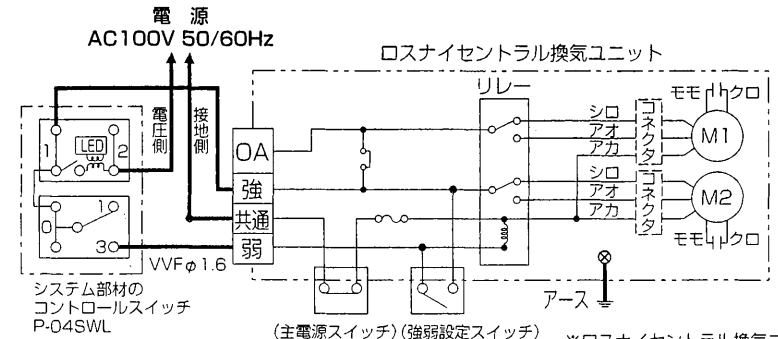 電　源
AC100V 50/60Hz
ロスナイセントラル換気ユニット
リレー
電圧側
接地側
LED
1
2
1
0
3
OA
強
共通
弱
VVFφ1.6
シロ
アオ
アカ
コネクタ
モモ
クロ
M1
シロ
アオ
アカ
コネクタ
M2
モモ
クロ
アース
システム部材の
コントロールスイッチ
P-04SWL
(主電源スイッチ)
(強弱設定スイッチ)